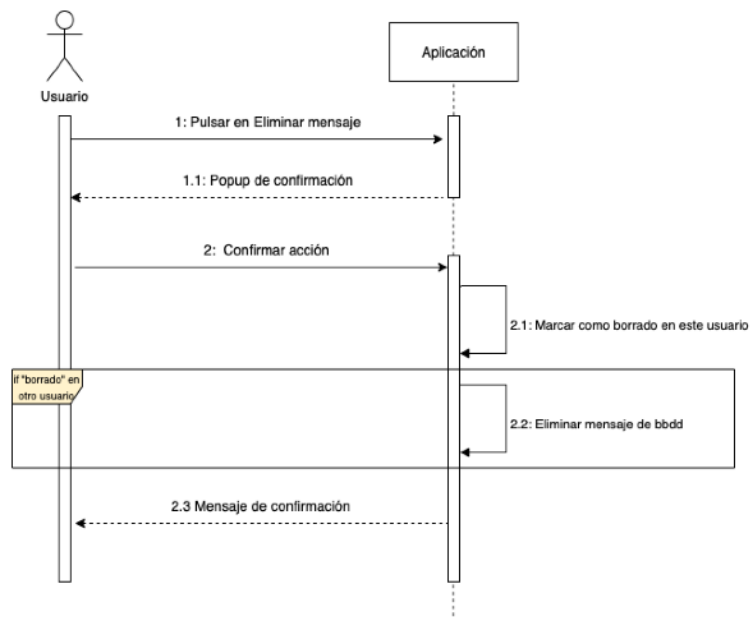 Aplicación
Usuario
1: Pulsar en Eliminar mensaje
1.1: Popup de confirmación
2: Confirmar acción
2.1: Marcar como borrado en este usuario
if "borrado" en
otro usuario
2.2: Eliminar mensaje de bbdd
2.3 Mensaje de confirmación